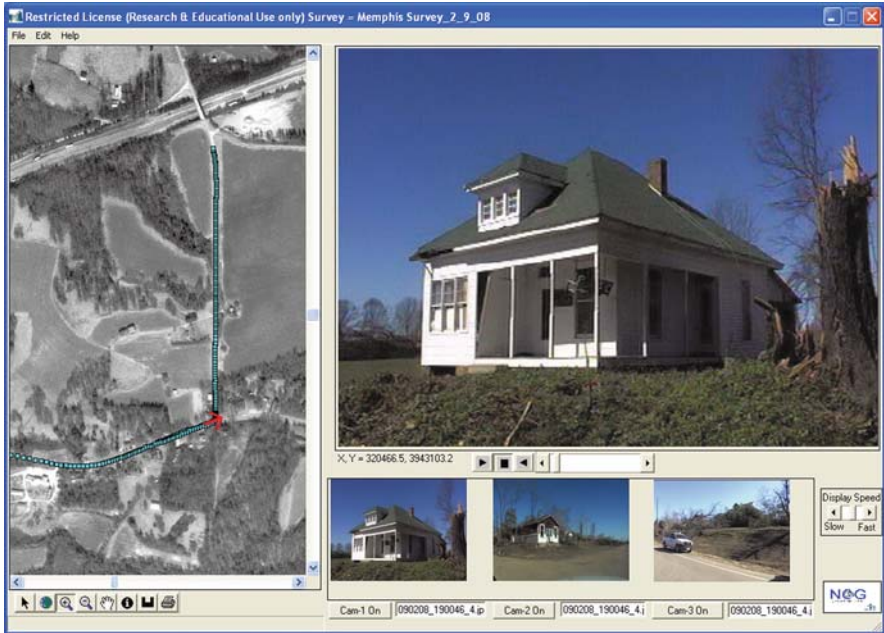 Restricted License (Research & Educational Use only) Survey - Memphis Survey_2_9_08
File Edit Help
X, Y = 320466.5, 3943103.2
Display Speed
Slow Fast
Cam-1 On 090208_190046_4.jp Cam-2 On 090208_190046_4.j Cam-3 On 090208_190046_4.j